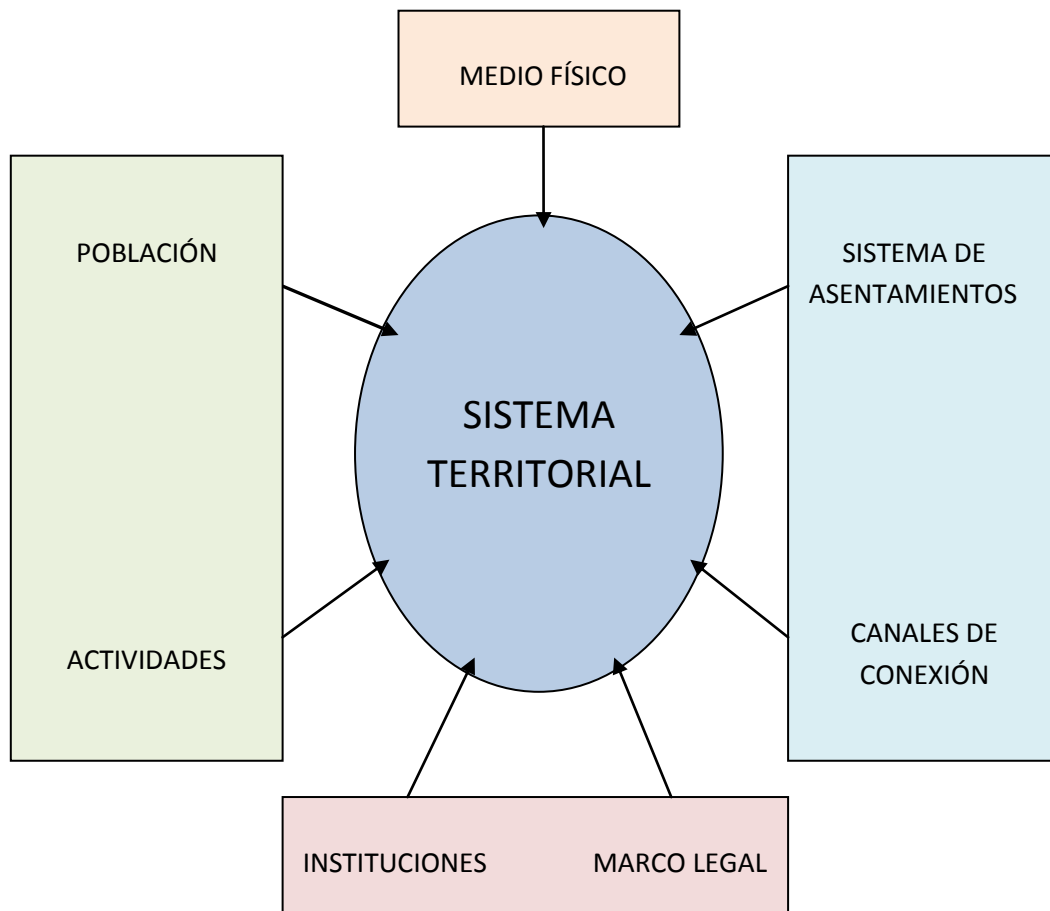 MEDIO FÍSICO
POBLACIÓN
SISTEMA DE
ASENTAMIENTOS
SISTEMA
TERRITORIAL
ACTIVIDADES
CANALES DE
CONEXIÓN
INSTITUCIONES
MARCO LEGAL